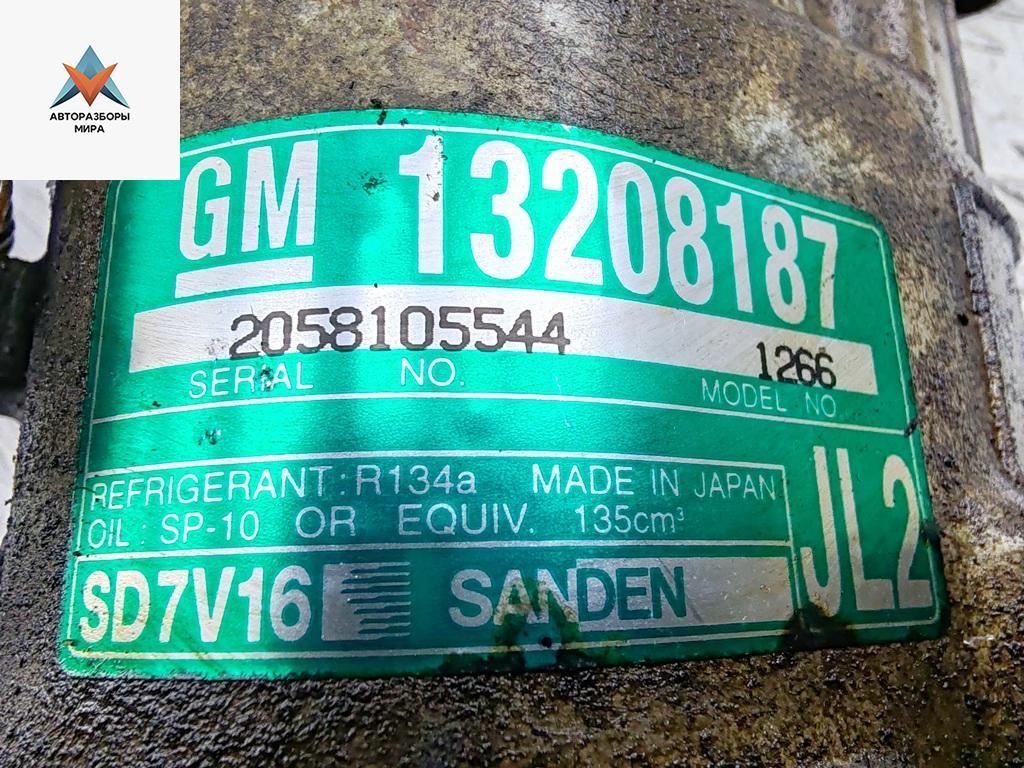 АВТОРАЗБОРЫ
МИРА
GM 13208187
2058105544 1266
SERIAL NO. MODEL NO.
REFRIGERANT: R134a MADE IN JAPAN
OIL: SP-10 OR EQUIV. 135cm³
JL2
SD7V16 SANDEN